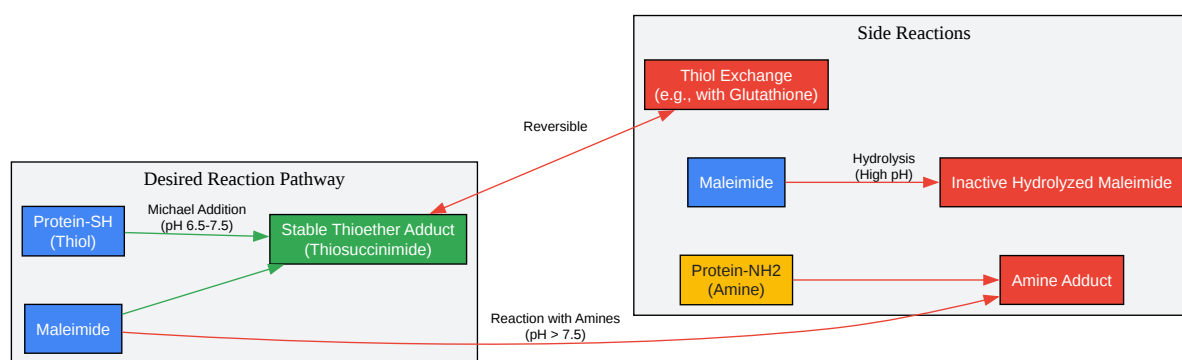 Side Reactions
Thiol Exchange
(e.g., with Glutathione)
Reversible
Maleimide
Hydrolysis
(High pH)
Inactive Hydrolyzed Maleimide
Protein-NH2
(Amine)
Amine Adduct
Desired Reaction Pathway
Protein-SH
(Thiol)
Michael Addition
(pH 6.5-7.5)
Stable Thioether Adduct
(Thiosuccinimide)
Maleimide
Reaction with Amines
(pH > 7.5)